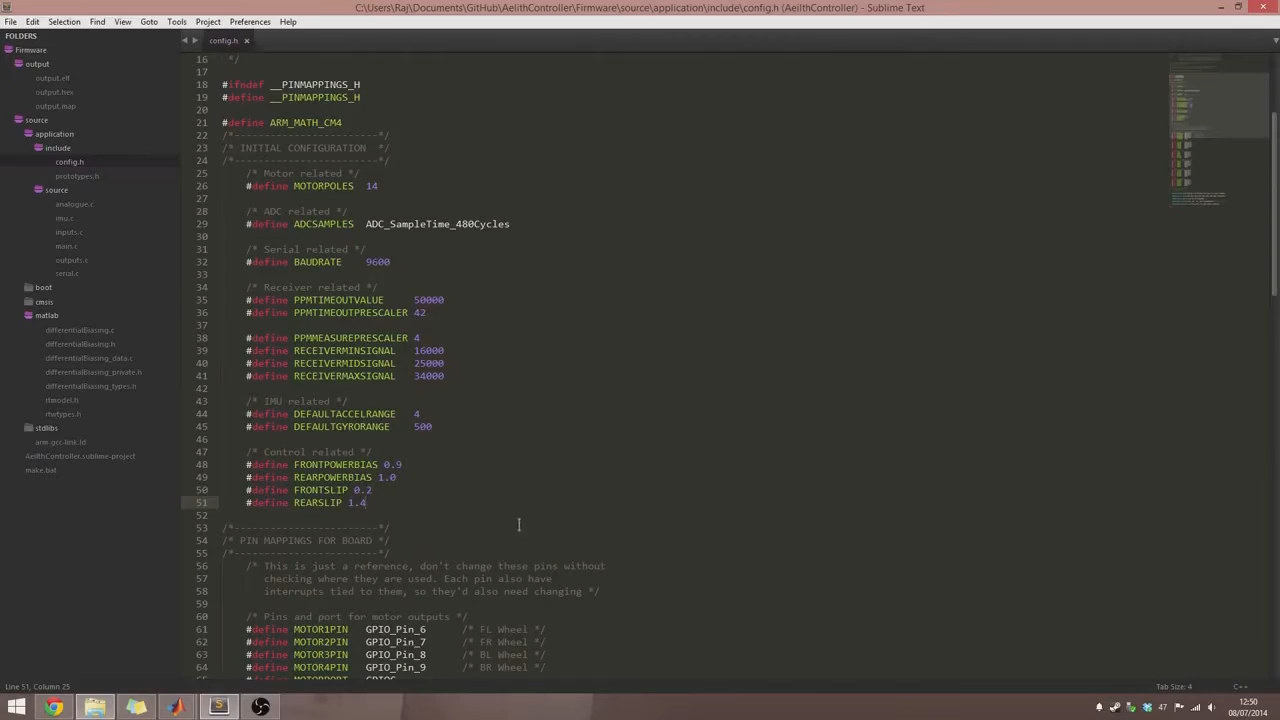 C:\Users\Raj\Documents\GitHub\AelithController\Firmware\source\application\include\config.h (AelithController) - Sublime Text
File Edit Selection Find View Goto Tools Project Preferences Help
FOLDERS
Firmware
output
output.elf
output.hex
output.map
source
application
include
config.h
prototypes.h
source
analogue.c
imu.c
inputs.c
main.c
outputs.c
serial.c
boot
cmsis
matlab
differentialBiasing.c
differentialBiasing.h
differentialBiasing_data.c
differentialBiasing_private.h
differentialBiasing_types.h
rtmodel.h
rtwtypes.h
stdlibs
arm-gcc-link.ld
AelithController.sublime-project
make.bat
config.h
16 */
17
18 #ifndef __PINMAPPINGS_H
19 #define __PINMAPPINGS_H
20
21 #define ARM_MATH_CM4
22 /*-----------------------*/
23 /* INITIAL CONFIGURATION */
24 /*-----------------------*/
25 /* Motor related */
26 #define MOTORPOLES 14
27
28 /* ADC related */
29 #define ADCSAMPLES ADC_SampleTime_480Cycles
30
31 /* Serial related */
32 #define BAUDRATE 9600
33
34 /* Receiver related */
35 #define PPMTIMEOUTVALUE 50000
36 #define PPMTIMEOUTPRESCALER 42
37
38 #define PPMMEASUREPRESCALER 4
39 #define RECEIVERMINSIGNAL 16000
40 #define RECEIVERMIDSIGNAL 25000
41 #define RECEIVERMAXSIGNAL 34000
42
43 /* IMU related */
44 #define DEFAULTACCELRANGE 4
45 #define DEFAULTGYRORANGE 500
46
47 /* Control related */
48 #define FRONTPOWERBIAS 0.9
49 #define REARPOWERBIAS 1.0
50 #define FRONTSLIP 0.2
51 #define REARSLIP 1.4
52
53 /*-----------------------*/
54 /* PIN MAPPINGS FOR BOARD */
55 /*-----------------------*/
56 /* This is just a reference, don't change these pins without
57 checking where they are used. Each pin also have
58 interrupts tied to them, so they'd also need changing */
59
60 /* Pins and port for motor outputs */
61 #define MOTOR1PIN GPIO_Pin_6 /* FL Wheel */
62 #define MOTOR2PIN GPIO_Pin_7 /* FR Wheel */
63 #define MOTOR3PIN GPIO_Pin_8 /* BL Wheel */
64 #define MOTOR4PIN GPIO_Pin_9 /* BR Wheel */
Line 51, Column 25
Tab Size: 4
C++
47
12:50
08/07/2014